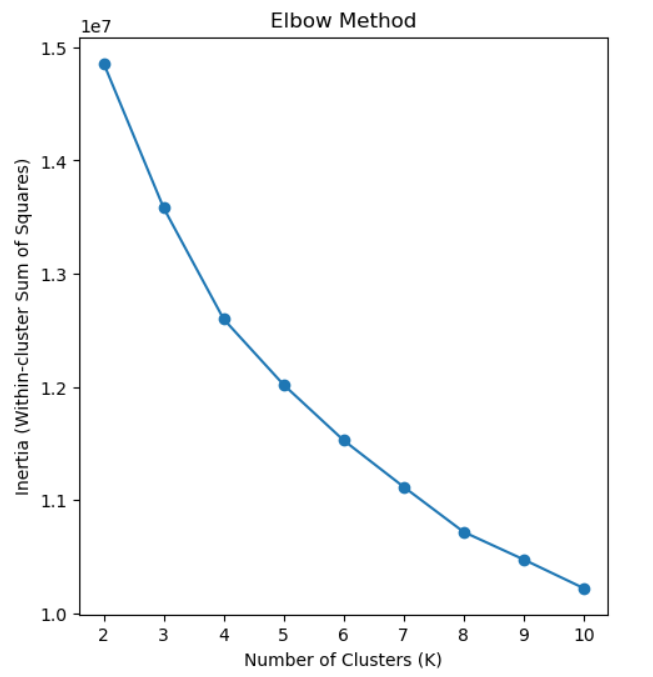 Elbow Method
1e7
1.5
1.4
1.3
1.2
1.1
1.0
Inertia (Within-cluster Sum of Squares)
2 3 4 5 6 7 8 9 10
Number of Clusters (K)